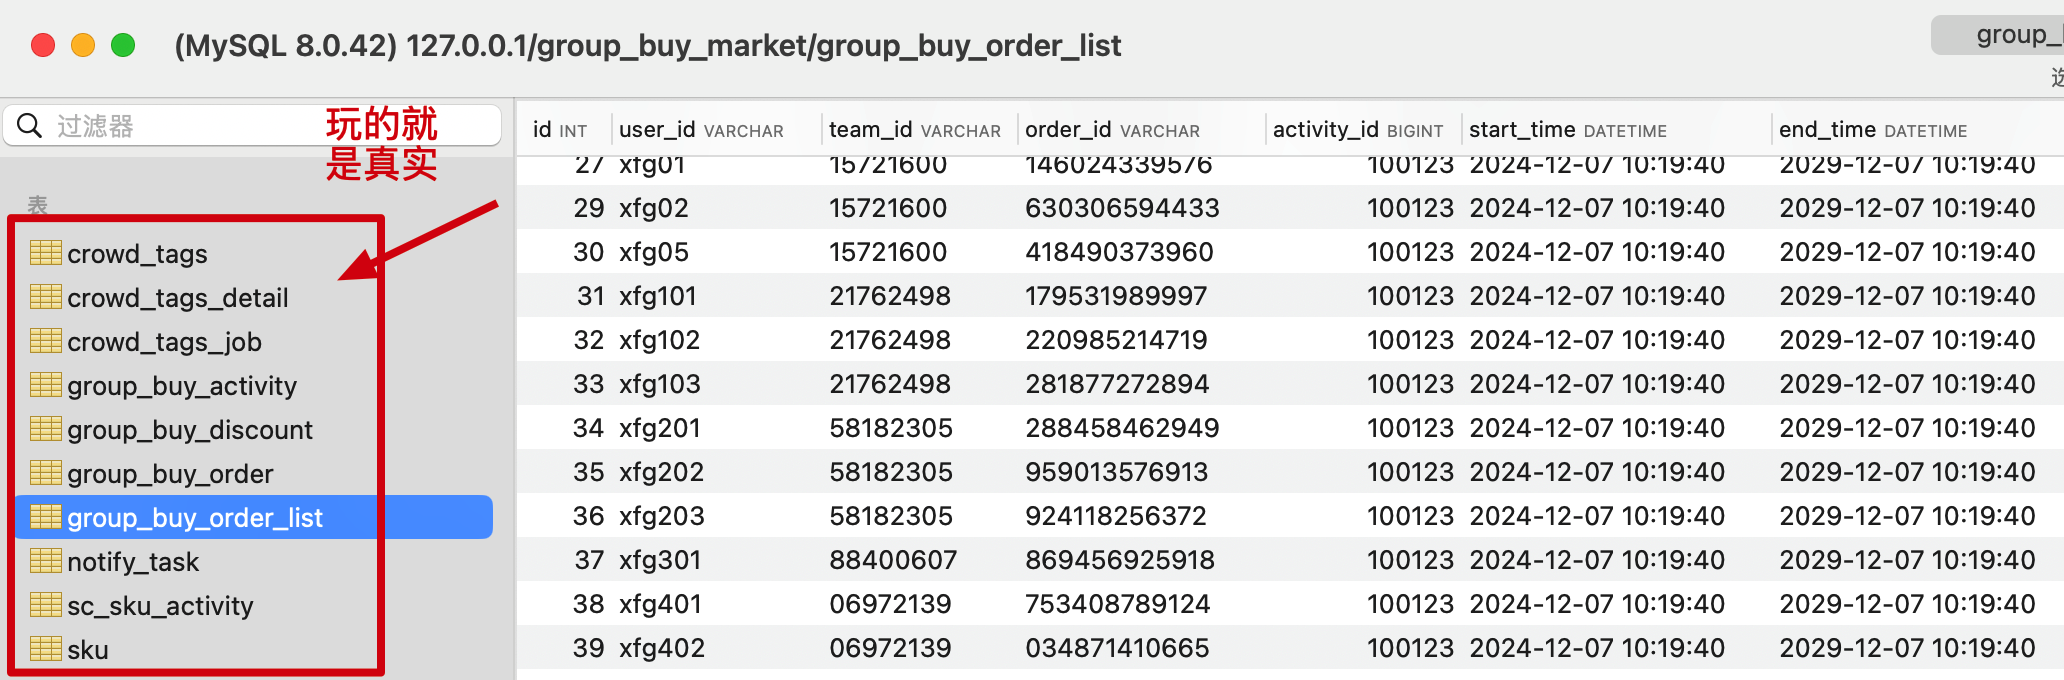 (MySQL 8.0.42) 127.0.0.1/group_buy_market/group_buy_order_list
group_
过滤器
玩的就
是真实
表
crowd_tags
crowd_tags_detail
crowd_tags_job
group_buy_activity
group_buy_discount
group_buy_order
group_buy_order_list
notify_task
sc_sku_activity
sku
id INT user_id VARCHAR team_id VARCHAR order_id VARCHAR activity_id BIGINT start_time DATETIME end_time DATETIME
27 xfg01 15721600 146024339576 100123 2024-12-07 10:19:40 2029-12-07 10:19:40
29 xfg02 15721600 630306594433 100123 2024-12-07 10:19:40 2029-12-07 10:19:40
30 xfg05 15721600 418490373960 100123 2024-12-07 10:19:40 2029-12-07 10:19:40
31 xfg101 21762498 179531989997 100123 2024-12-07 10:19:40 2029-12-07 10:19:40
32 xfg102 21762498 220985214719 100123 2024-12-07 10:19:40 2029-12-07 10:19:40
33 xfg103 21762498 281877272894 100123 2024-12-07 10:19:40 2029-12-07 10:19:40
34 xfg201 58182305 288458462949 100123 2024-12-07 10:19:40 2029-12-07 10:19:40
35 xfg202 58182305 959013576913 100123 2024-12-07 10:19:40 2029-12-07 10:19:40
36 xfg203 58182305 924118256372 100123 2024-12-07 10:19:40 2029-12-07 10:19:40
37 xfg301 88400607 869456925918 100123 2024-12-07 10:19:40 2029-12-07 10:19:40
38 xfg401 06972139 753408789124 100123 2024-12-07 10:19:40 2029-12-07 10:19:40
39 xfg402 06972139 034871410665 100123 2024-12-07 10:19:40 2029-12-07 10:19:40